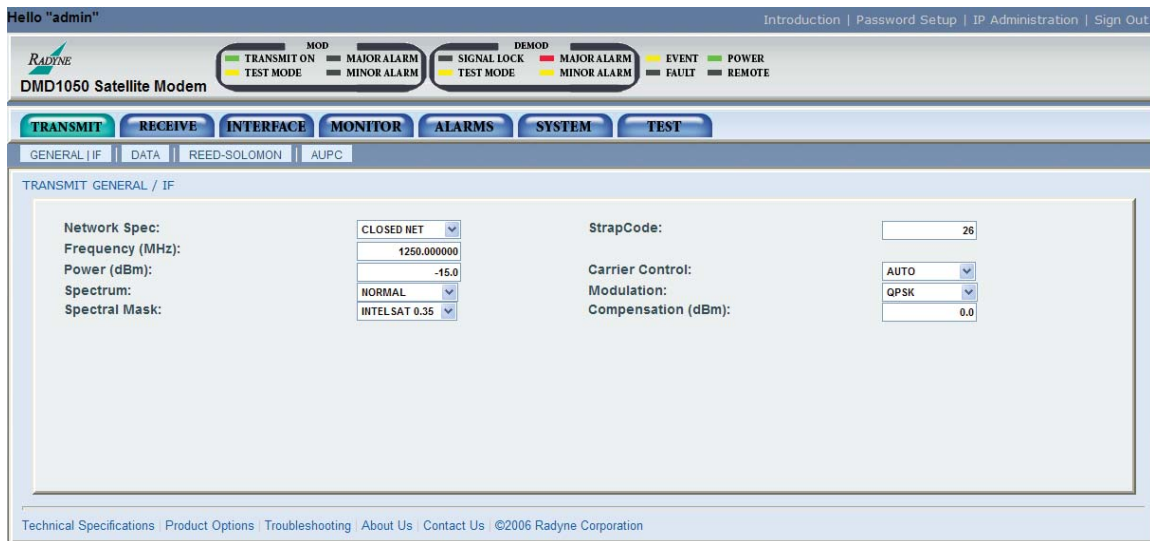 Hello "admin"
Introduction | Password Setup | IP Administration | Sign Out
RADYNE
DMD1050 Satellite Modem
MOD
TRANSMIT ON MAJOR ALARM
TEST MODE MINOR ALARM
DEMOD
SIGNAL LOCK MAJOR ALARM
TEST MODE MINOR ALARM
EVENT POWER
FAULT REMOTE
TRANSMIT RECEIVE INTERFACE MONITOR ALARMS SYSTEM TEST
GENERAL | IF DATA REED-SOLOMON AUPC
TRANSMIT GENERAL / IF
Network Spec: CLOSED NET StrapCode: 26
Frequency (MHz): 1250.000000
Power (dBm): -15.0 Carrier Control: AUTO
Spectrum: NORMAL Modulation: QPSK
Spectral Mask: INTELSAT 0.35 Compensation (dBm): 0.0
Technical Specifications | Product Options | Troubleshooting | About Us | Contact Us | ©2006 Radyne Corporation